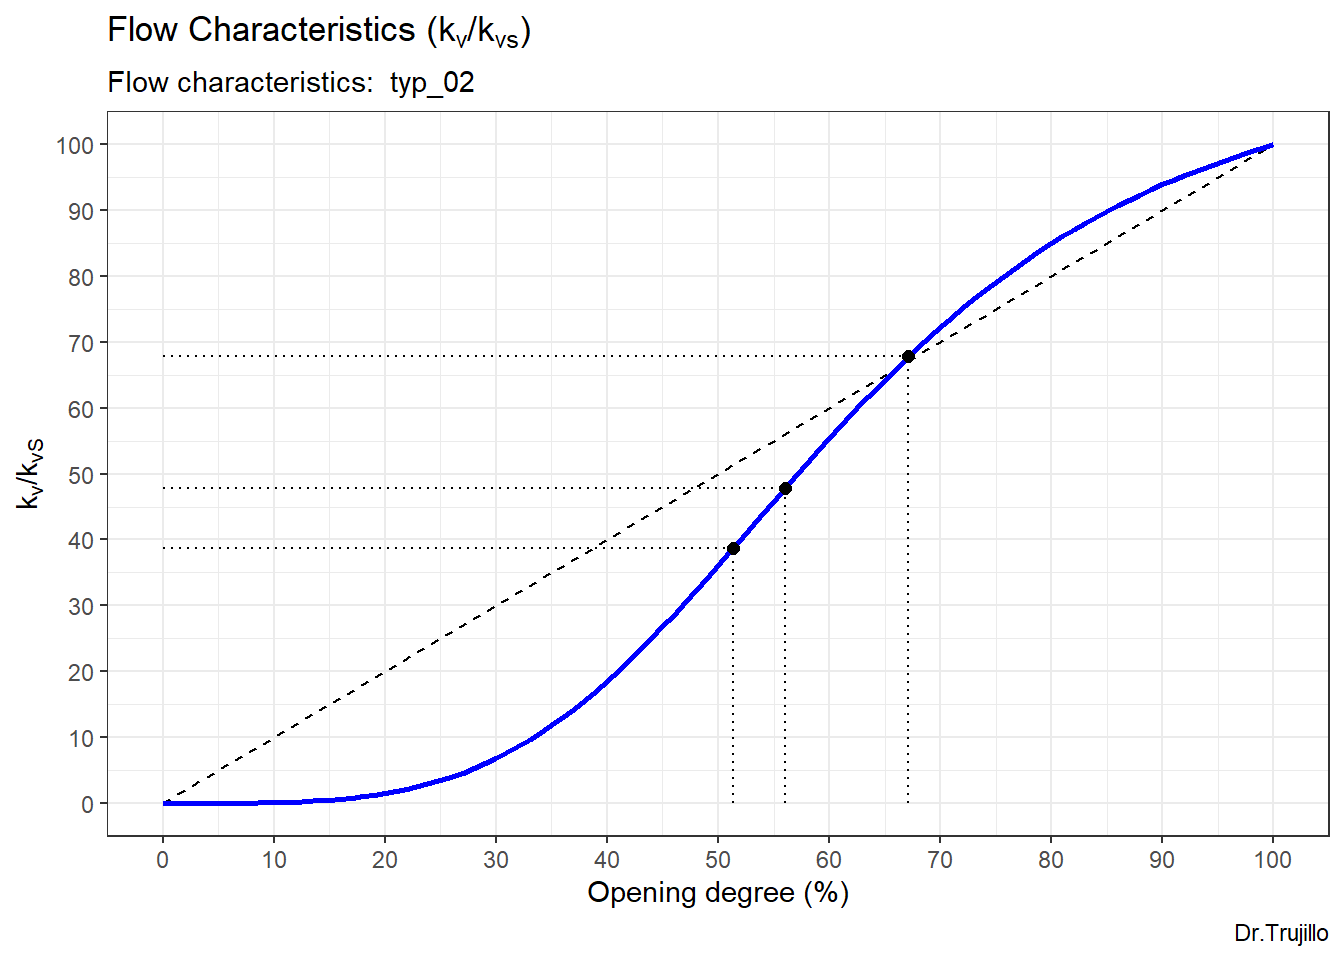 Flow Characteristics (kv/kvs)
Flow characteristics:  typ_02
100
90
80
70
60
50
40
30
20
10
0
kv/kvs
0 10 20 30 40 50 60 70 80 90 100
Opening degree (%)
Dr.Trujillo